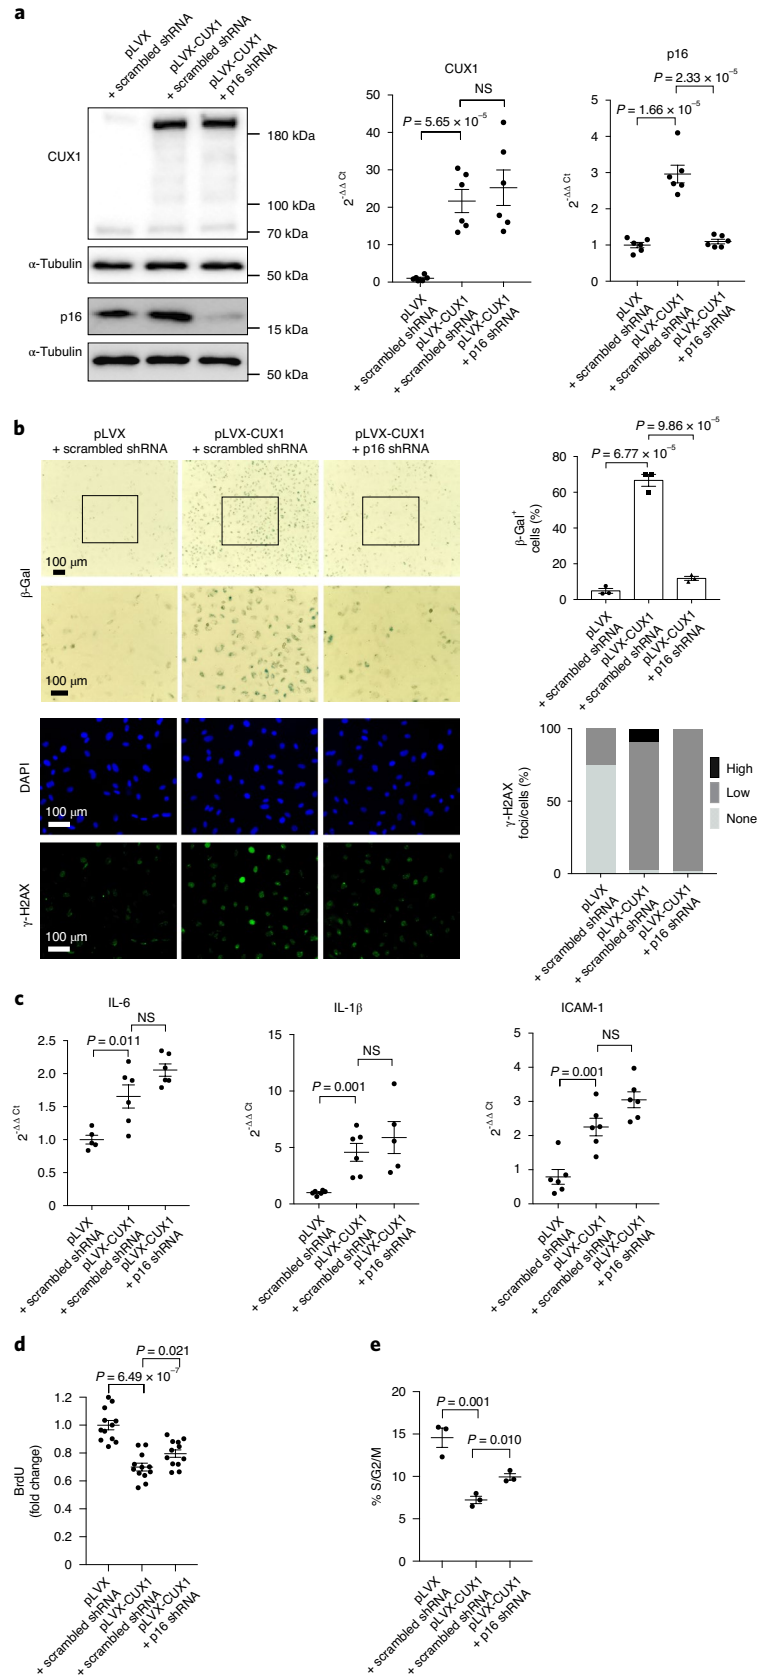 a
pLVX
+ scrambled shRNA
pLVX-CUX1
+ scrambled shRNA
pLVX-CUX1
+ p16 shRNA
CUX1
180 kDa
100 kDa
70 kDa
α-Tubulin
50 kDa
p16
15 kDa
α-Tubulin
50 kDa
CUX1
NS
P = 5.65 × 10⁻⁵
2^-ΔΔ Ct
50
40
30
20
10
0
pLVX
+ scrambled shRNA
pLVX-CUX1
+ scrambled shRNA
pLVX-CUX1
+ p16 shRNA
p16
P = 2.33 × 10⁻⁵
P = 1.66 × 10⁻⁵
2^-ΔΔ Ct
5
4
3
2
1
0
pLVX
+ scrambled shRNA
pLVX-CUX1
+ scrambled shRNA
pLVX-CUX1
+ p16 shRNA
b
pLVX
+ scrambled shRNA
pLVX-CUX1
+ scrambled shRNA
pLVX-CUX1
+ p16 shRNA
β-Gal
100 μm
100 μm
DAPI
100 μm
γ-H2AX
100 μm
P = 9.86 × 10⁻⁵
P = 6.77 × 10⁻⁵
β-Gal⁺
cells (%)
80
60
40
20
0
pLVX
+ scrambled shRNA
pLVX-CUX1
+ scrambled shRNA
pLVX-CUX1
+ p16 shRNA
γ-H2AX
foci/cells (%)
100
50
0
High
Low
None
pLVX
+ scrambled shRNA
pLVX-CUX1
+ scrambled shRNA
pLVX-CUX1
+ p16 shRNA
c
IL-6
NS
P = 0.011
2^-ΔΔ Ct
2.5
2.0
1.5
1.0
0.5
0
pLVX
+ scrambled shRNA
pLVX-CUX1
+ scrambled shRNA
pLVX-CUX1
+ p16 shRNA
IL-1β
NS
P = 0.001
2^-ΔΔ Ct
15
10
5
0
pLVX
+ scrambled shRNA
pLVX-CUX1
+ scrambled shRNA
pLVX-CUX1
+ p16 shRNA
ICAM-1
NS
P = 0.001
2^-ΔΔ Ct
5
4
3
2
1
0
pLVX
+ scrambled shRNA
pLVX-CUX1
+ scrambled shRNA
pLVX-CUX1
+ p16 shRNA
d
P = 0.021
P = 6.49 × 10⁻⁷
BrdU
(fold change)
1.2
1.0
0.8
0.6
0.4
0.2
0
pLVX
+ scrambled shRNA
pLVX-CUX1
+ scrambled shRNA
pLVX-CUX1
+ p16 shRNA
e
P = 0.001
P = 0.010
% S/G2/M
20
15
10
5
0
pLVX
+ scrambled shRNA
pLVX-CUX1
+ scrambled shRNA
pLVX-CUX1
+ p16 shRNA